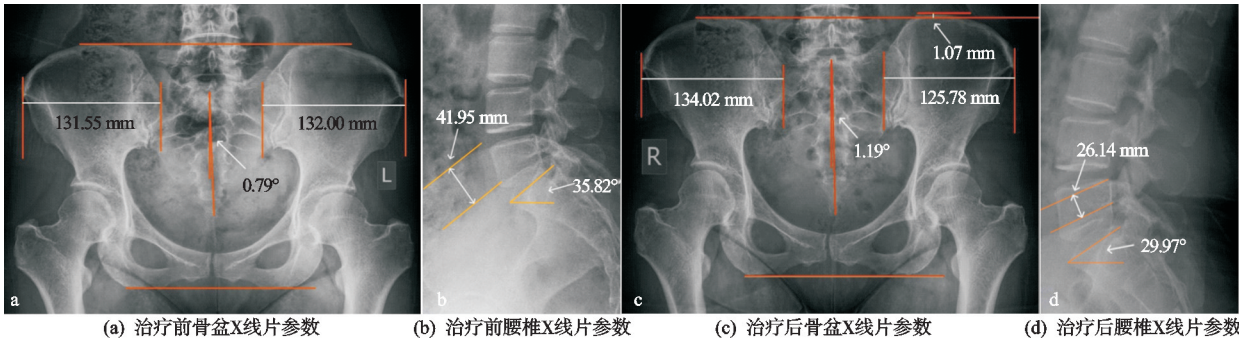 131.55 mm
132.00 mm
0.79°
L
a
41.95 mm
35.82°
b
1.07 mm
134.02 mm
125.78 mm
R
1.19°
c
26.14 mm
29.97°
d
(a) 治疗前骨盆X线片参数
(b) 治疗前腰椎X线片参数
(c) 治疗后骨盆X线片参数
(d) 治疗后腰椎X线片参数